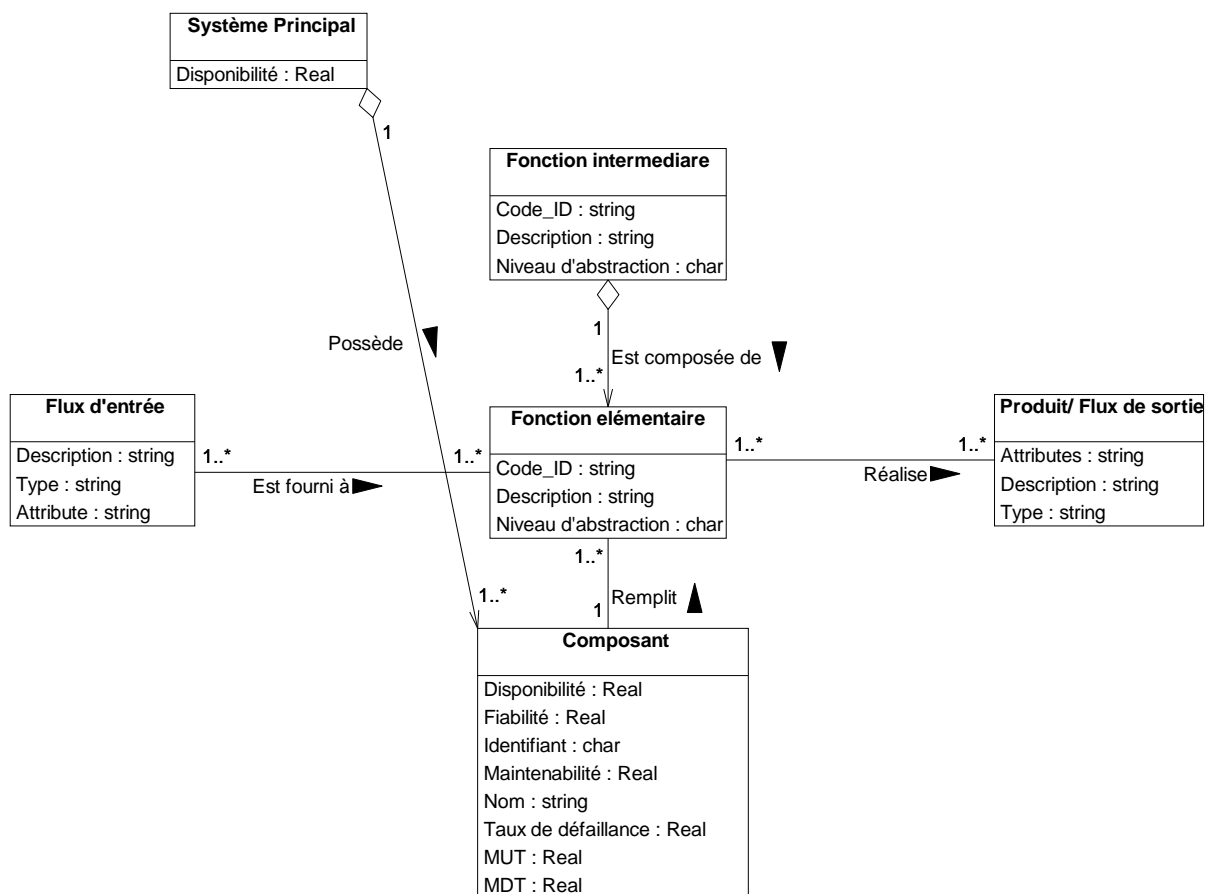 Système Principal
Disponibilité : Real
1
Fonction intermediare
Code_ID : string
Description : string
Niveau d'abstraction : char
1
Possède
Est composée de
1..*
Flux d'entrée
Description : string
Type : string
Attribute : string
1..*
Est fourni à
1..*
Fonction elémentaire
Code_ID : string
Description : string
Niveau d'abstraction : char
1..*
Réalise
1..*
Produit/ Flux de sortie
Attributes : string
Description : string
Type : string
1..*
1..*
Remplit
1
Composant
Disponibilité : Real
Fiabilité : Real
Identifiant : char
Maintenabilité : Real
Nom : string
Taux de défaillance : Real
MUT : Real
MDT : Real